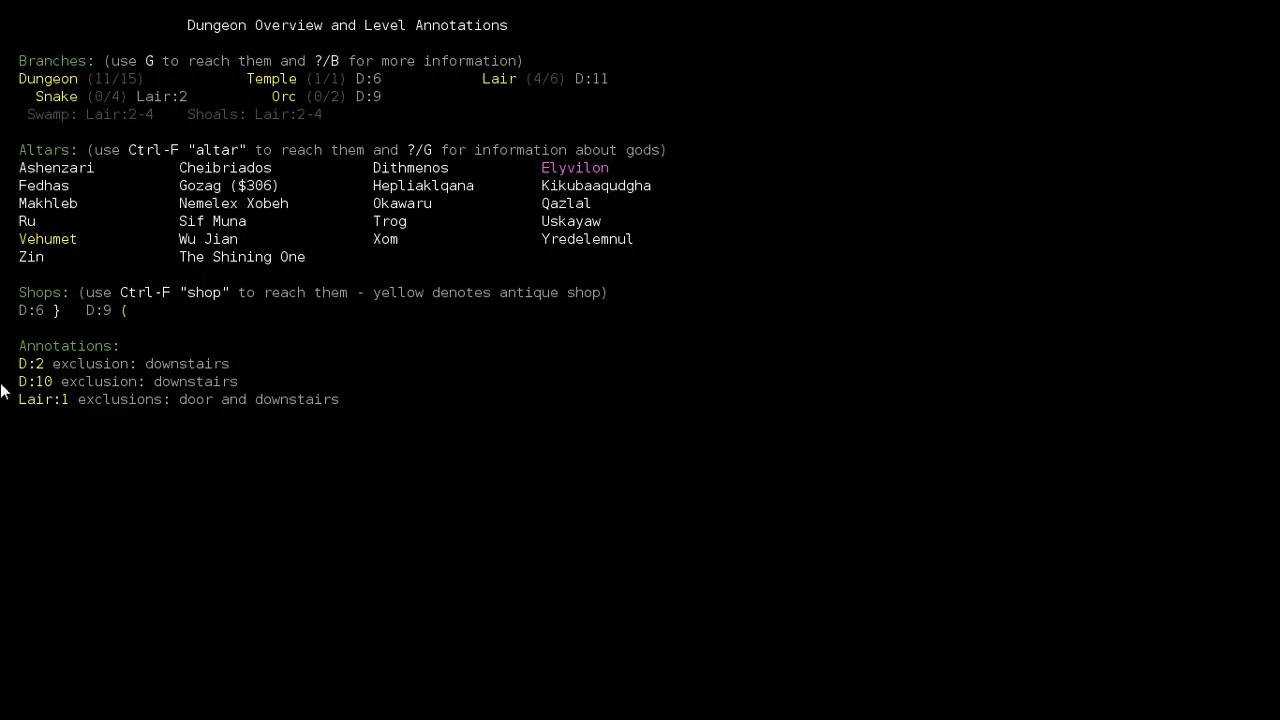 Dungeon Overview and Level Annotations
Branches: (use G to reach them and ?/B for more information)
Dungeon (11/15) Temple (1/1) D:6 Lair (4/6) D:11
Snake (0/4) Lair:2 Orc (0/2) D:9
Swamp: Lair:2-4 Shoals: Lair:2-4
Altars: (use Ctrl-F "altar" to reach them and ?/G for information about gods)
Ashenzari Cheibriados Dithmenos Elyvilon
Fedhas Gozag ($306) Hepliaklqana Kikubaaqudgha
Makhleb Nemelex Xobeh Okawaru Qazlal
Ru Sif Muna Trog Uskayaw
Vehumet Wu Jian Xom Yredelemnul
Zin The Shining One
Shops: (use Ctrl-F "shop" to reach them - yellow denotes antique shop)
D:6 } D:9 (
Annotations:
D:2 exclusion: downstairs
D:10 exclusion: downstairs
Lair:1 exclusions: door and downstairs